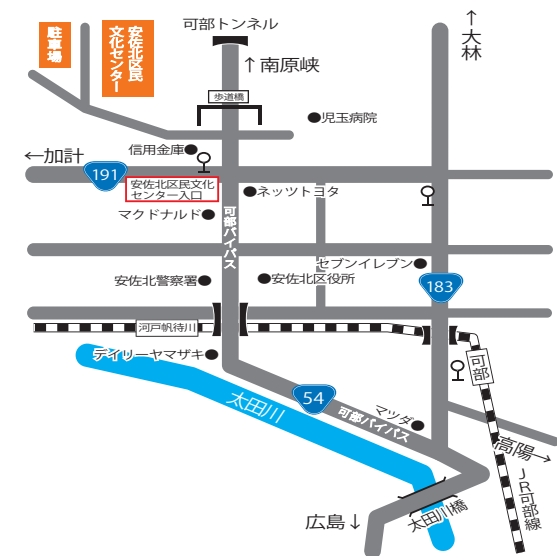 駐車場
安佐北区民
文化センター
可部トンネル
↑南原峡
↑大林
歩道橋
児玉病院
信用金庫
←加計
191
安佐北区民文化
センター入口
ネッツトヨタ
マクドナルド
可部バイパス
セブンイレブン
安佐北警察署
安佐北区役所
183
河戸帆待川
デイリーヤマザキ
可部
太田川
54
可部バイパス
マツダ
高陽→
JR可部線
太田川橋
広島↓